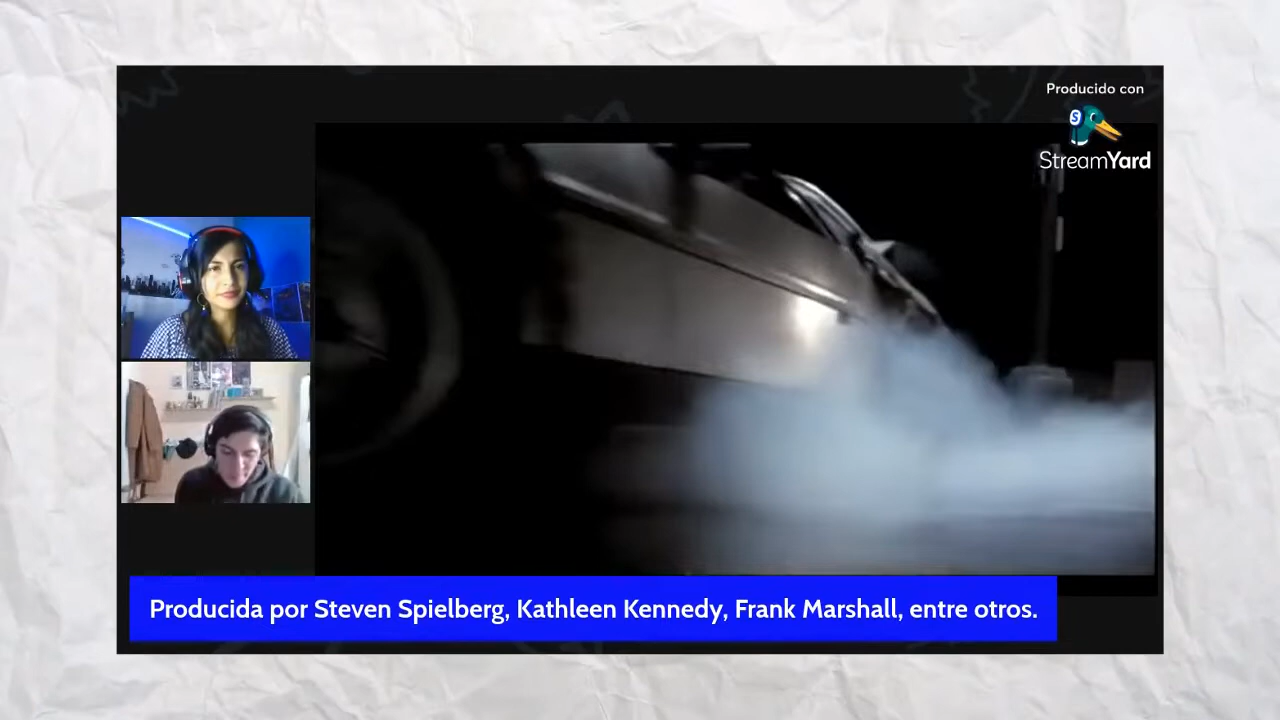 Producido con
S
StreamYard
Producida por Steven Spielberg, Kathleen Kennedy, Frank Marshall, entre otros.